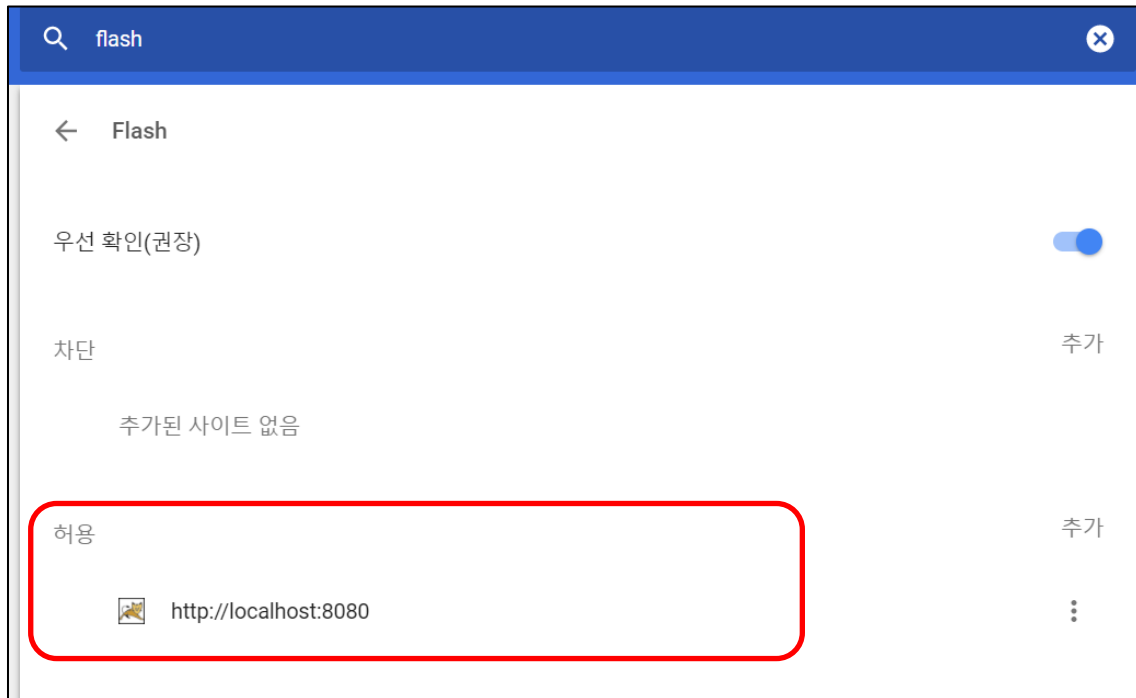 flash
Flash
우선 확인(권장)
차단 추가
추가된 사이트 없음
허용 추가
http://localhost:8080